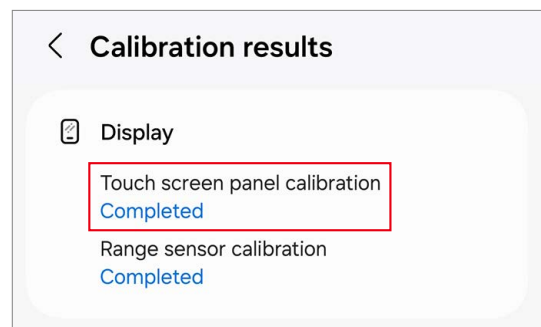 Calibration results
Display
Touch screen panel calibration
Completed
Range sensor calibration
Completed